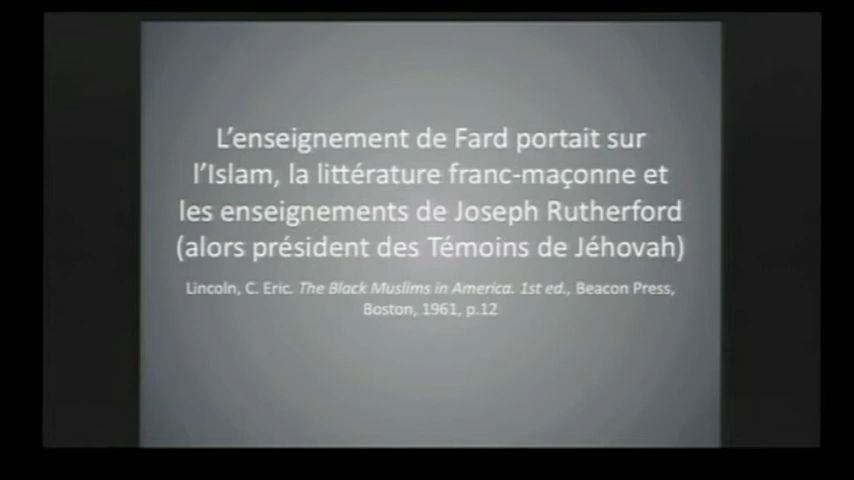 L'enseignement de Fard portait sur
l'Islam, la littérature franc-maçonne et
les enseignements de Joseph Rutherford
(alors président des Témoins de Jéhovah)
Lincoln, C. Eric. The Black Muslims in America. 1st ed., Beacon Press,
Boston, 1961, p.12